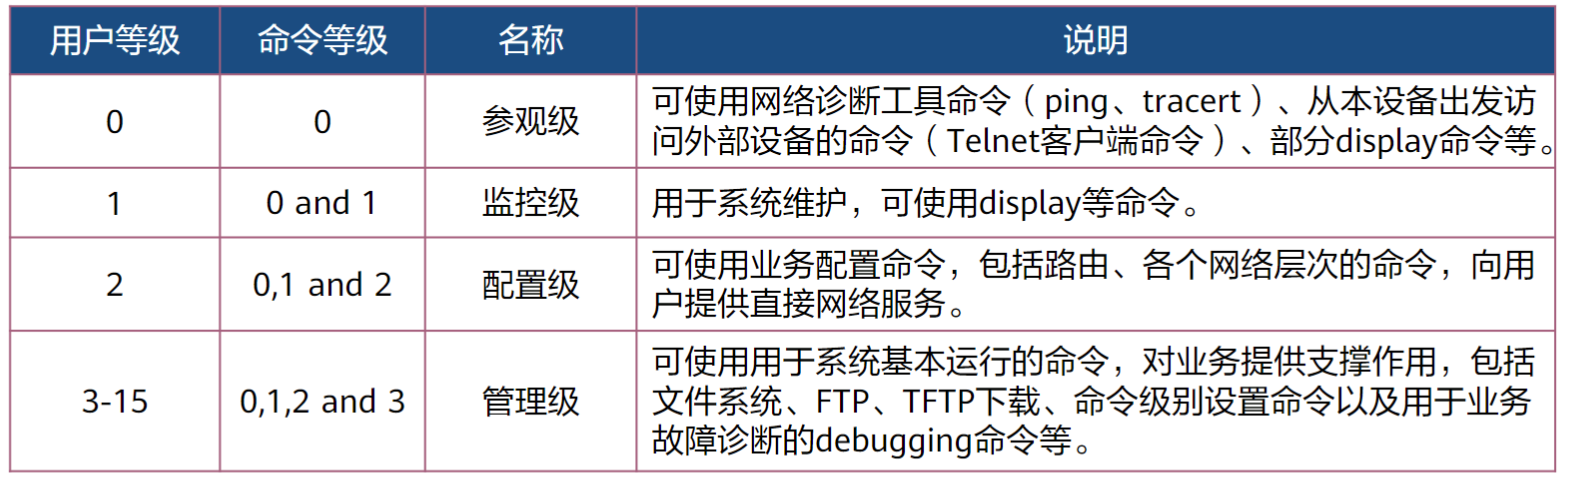 用户等级 命令等级 名称 说明
0 0 参观级 可使用网络诊断工具命令（ping、tracert）、从本设备出发访
问外部设备的命令（Telnet客户端命令）、部分display命令等。
1 0 and 1 监控级 用于系统维护，可使用display等命令。
2 0,1 and 2 配置级 可使用业务配置命令，包括路由、各个网络层次的命令，向用
户提供直接网络服务。
3-15 0,1,2 and 3 管理级 可使用用于系统基本运行的命令，对业务提供支撑作用，包括
文件系统、FTP、TFTP下载、命令级别设置命令以及用于业务
故障诊断的debugging命令等。